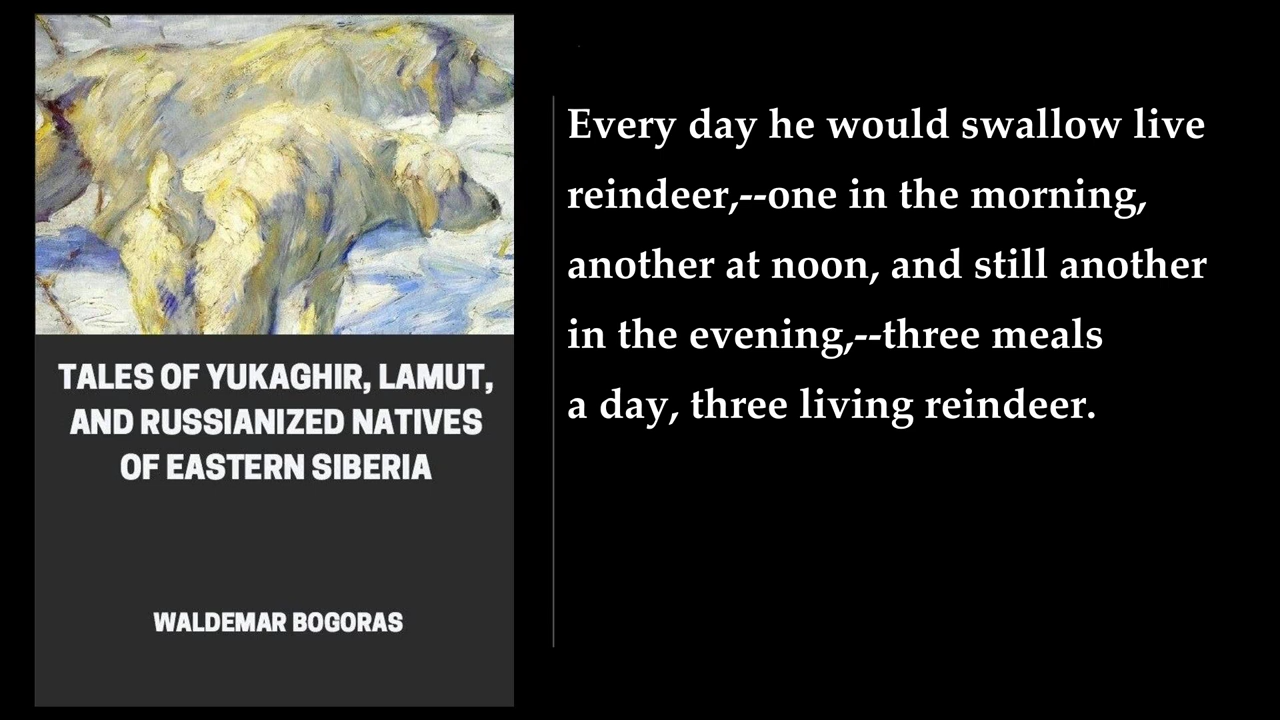 TALES OF YUKAGHIR, LAMUT,
AND RUSSIANIZED NATIVES
OF EASTERN SIBERIA
WALDEMAR BOGORAS
Every day he would swallow live
reindeer,--one in the morning,
another at noon, and still another
in the evening,--three meals
a day, three living reindeer.